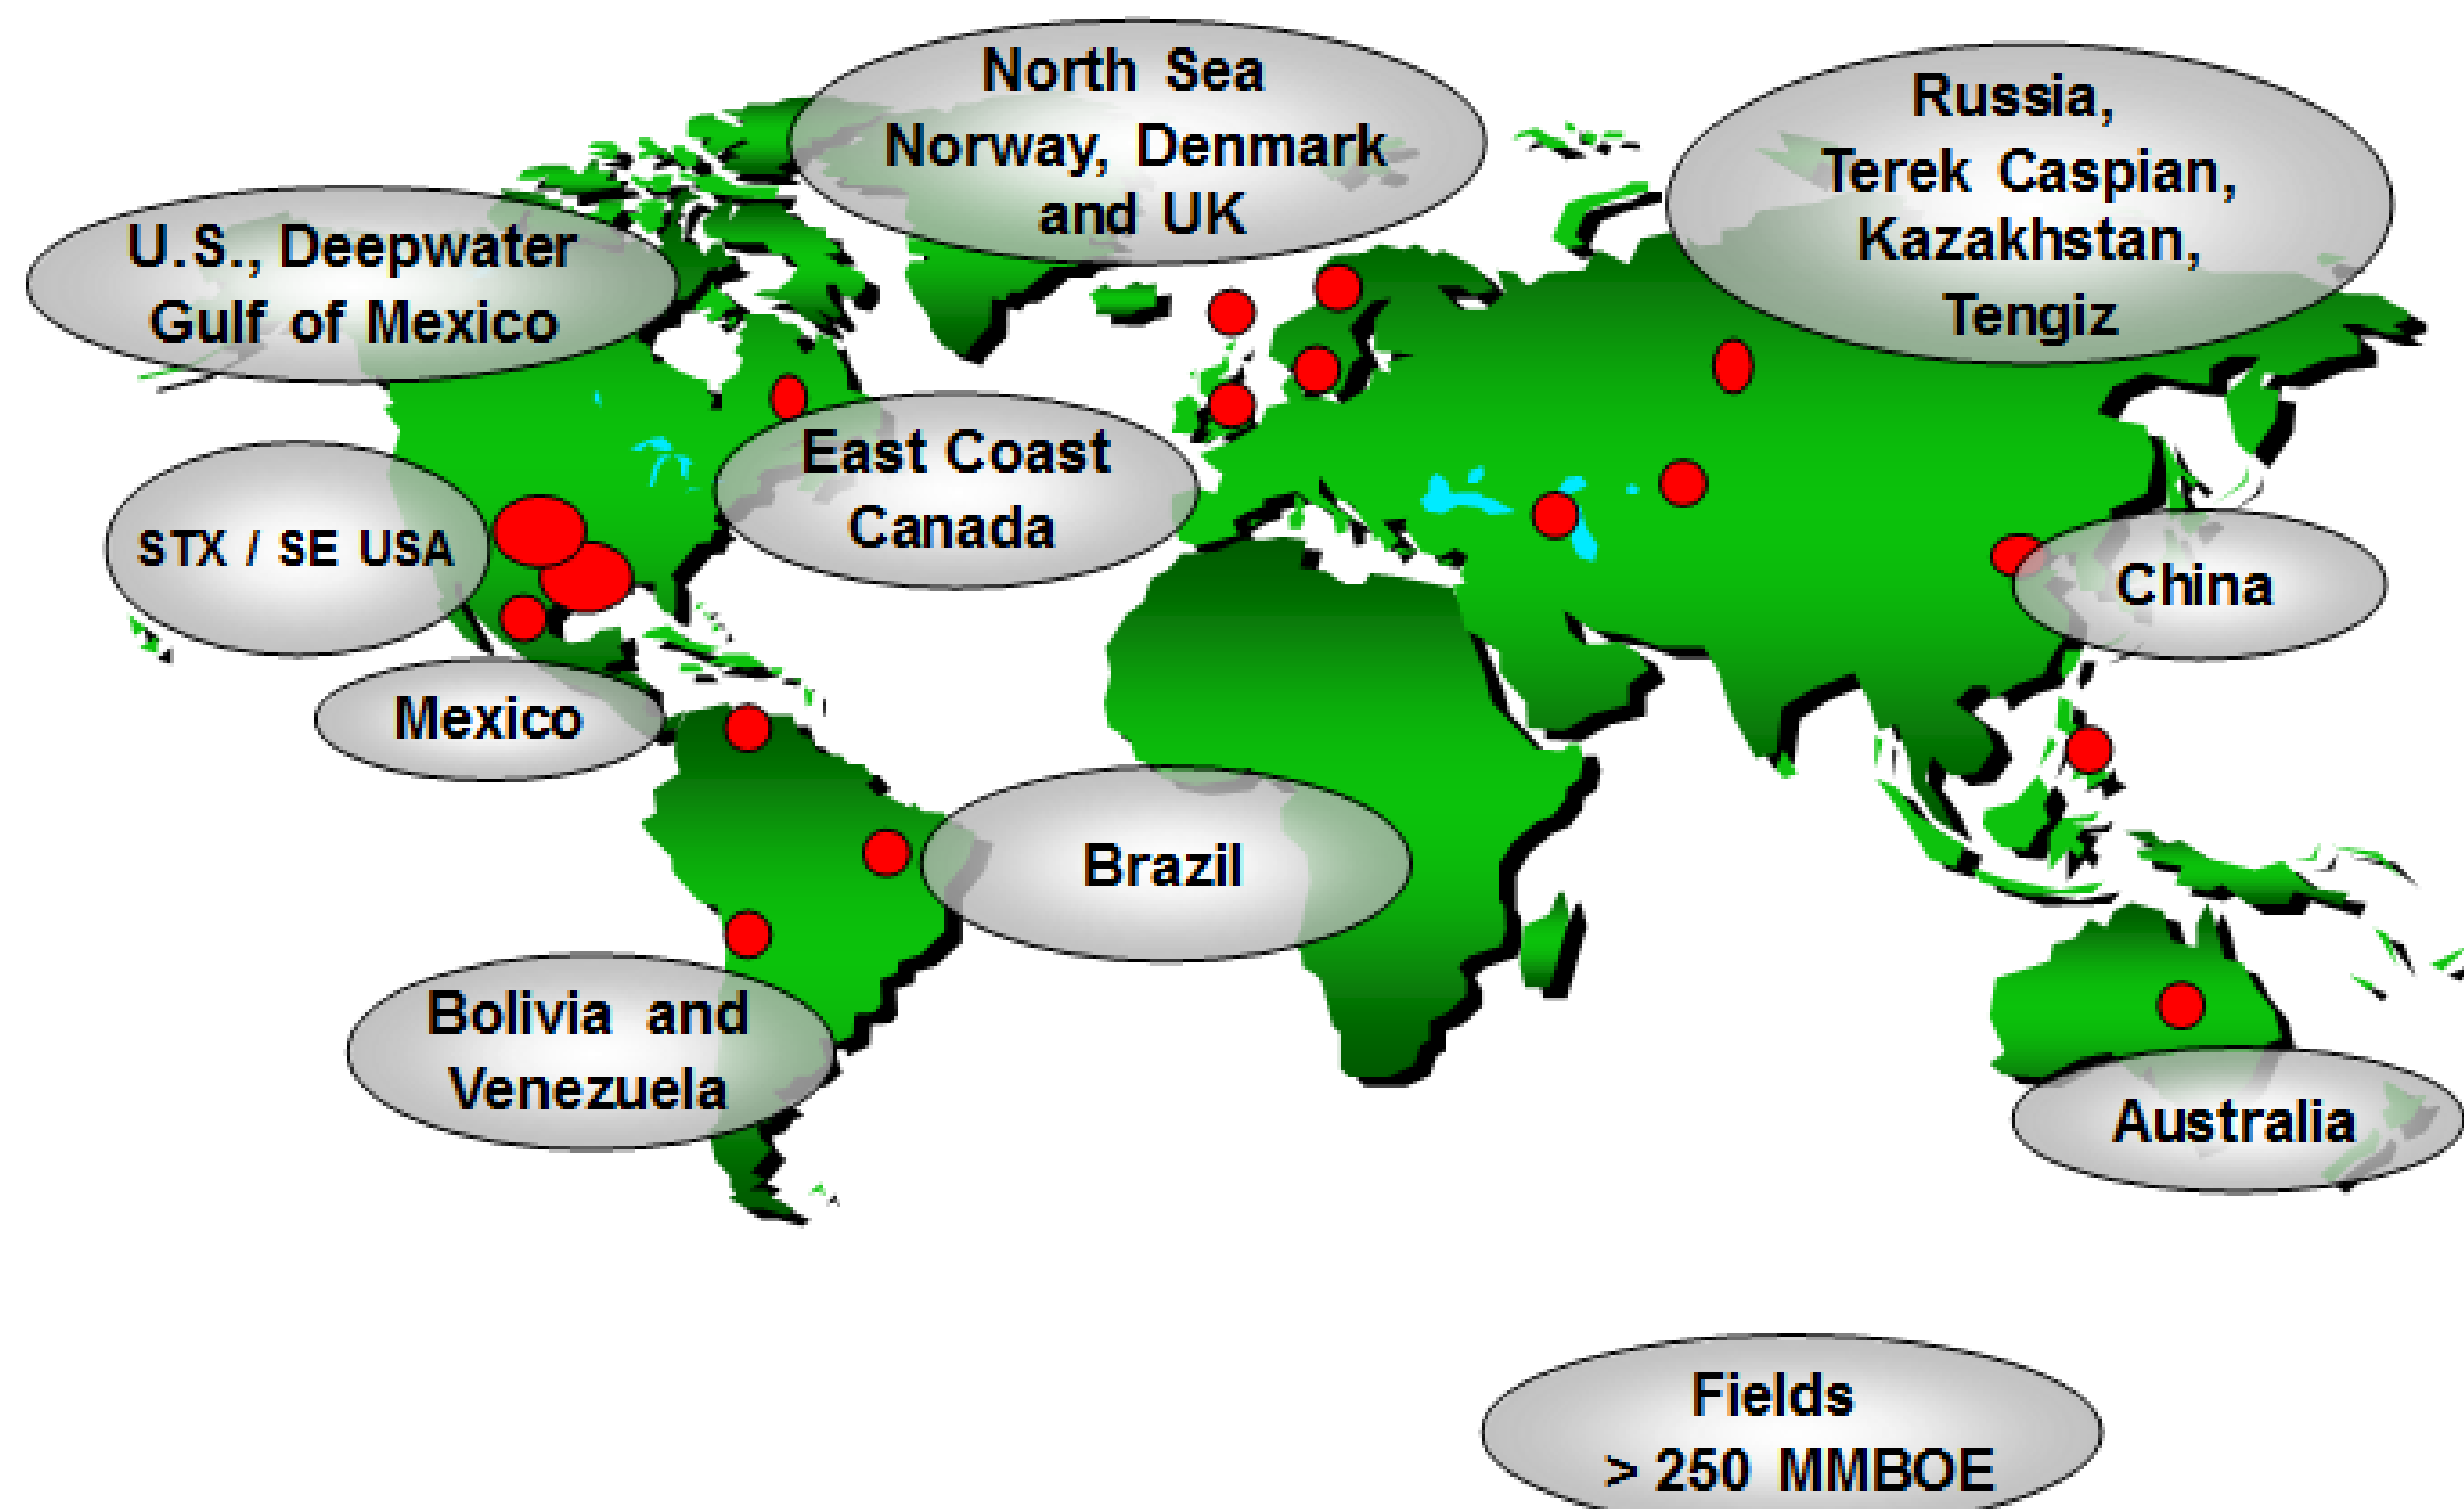 North Sea
Norway, Denmark
and UK
Russia,
Terek Caspian,
Kazakhstan,
Tengiz
U.S., Deepwater
Gulf of Mexico
East Coast
Canada
STX / SE USA
China
Mexico
Brazil
Bolivia and
Venezuela
Australia
Fields
> 250 MMBOE